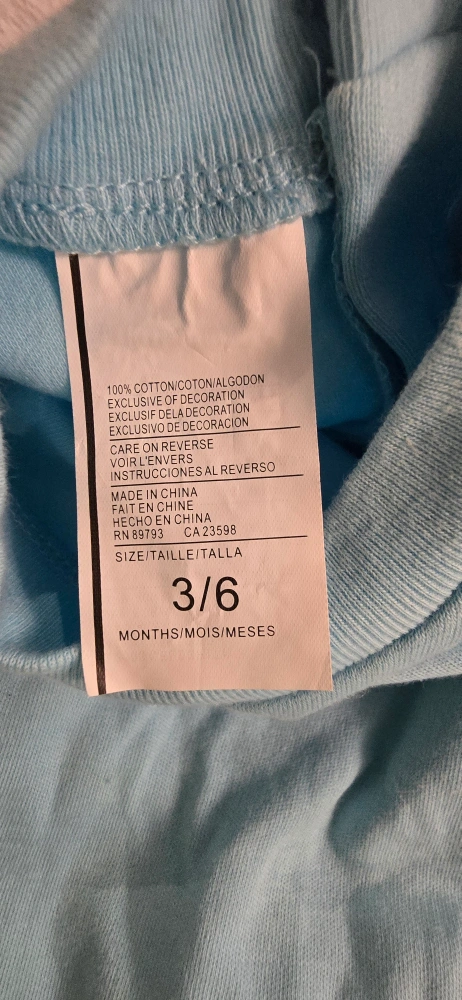 100% COTTON/COTON/ALGODON
EXCLUSIVE OF DECORATION
EXCLUSIF DELA DECORATION
EXCLUSIVO DE DECORACION
CARE ON REVERSE
VOIR L'ENVERS
INSTRUCCIONES AL REVERSO
MADE IN CHINA
FAIT EN CHINE
HECHO EN CHINA
RN 89793 CA 23598
SIZE/TAILLE/TALLA
3/6
MONTHS/MOIS/MESES